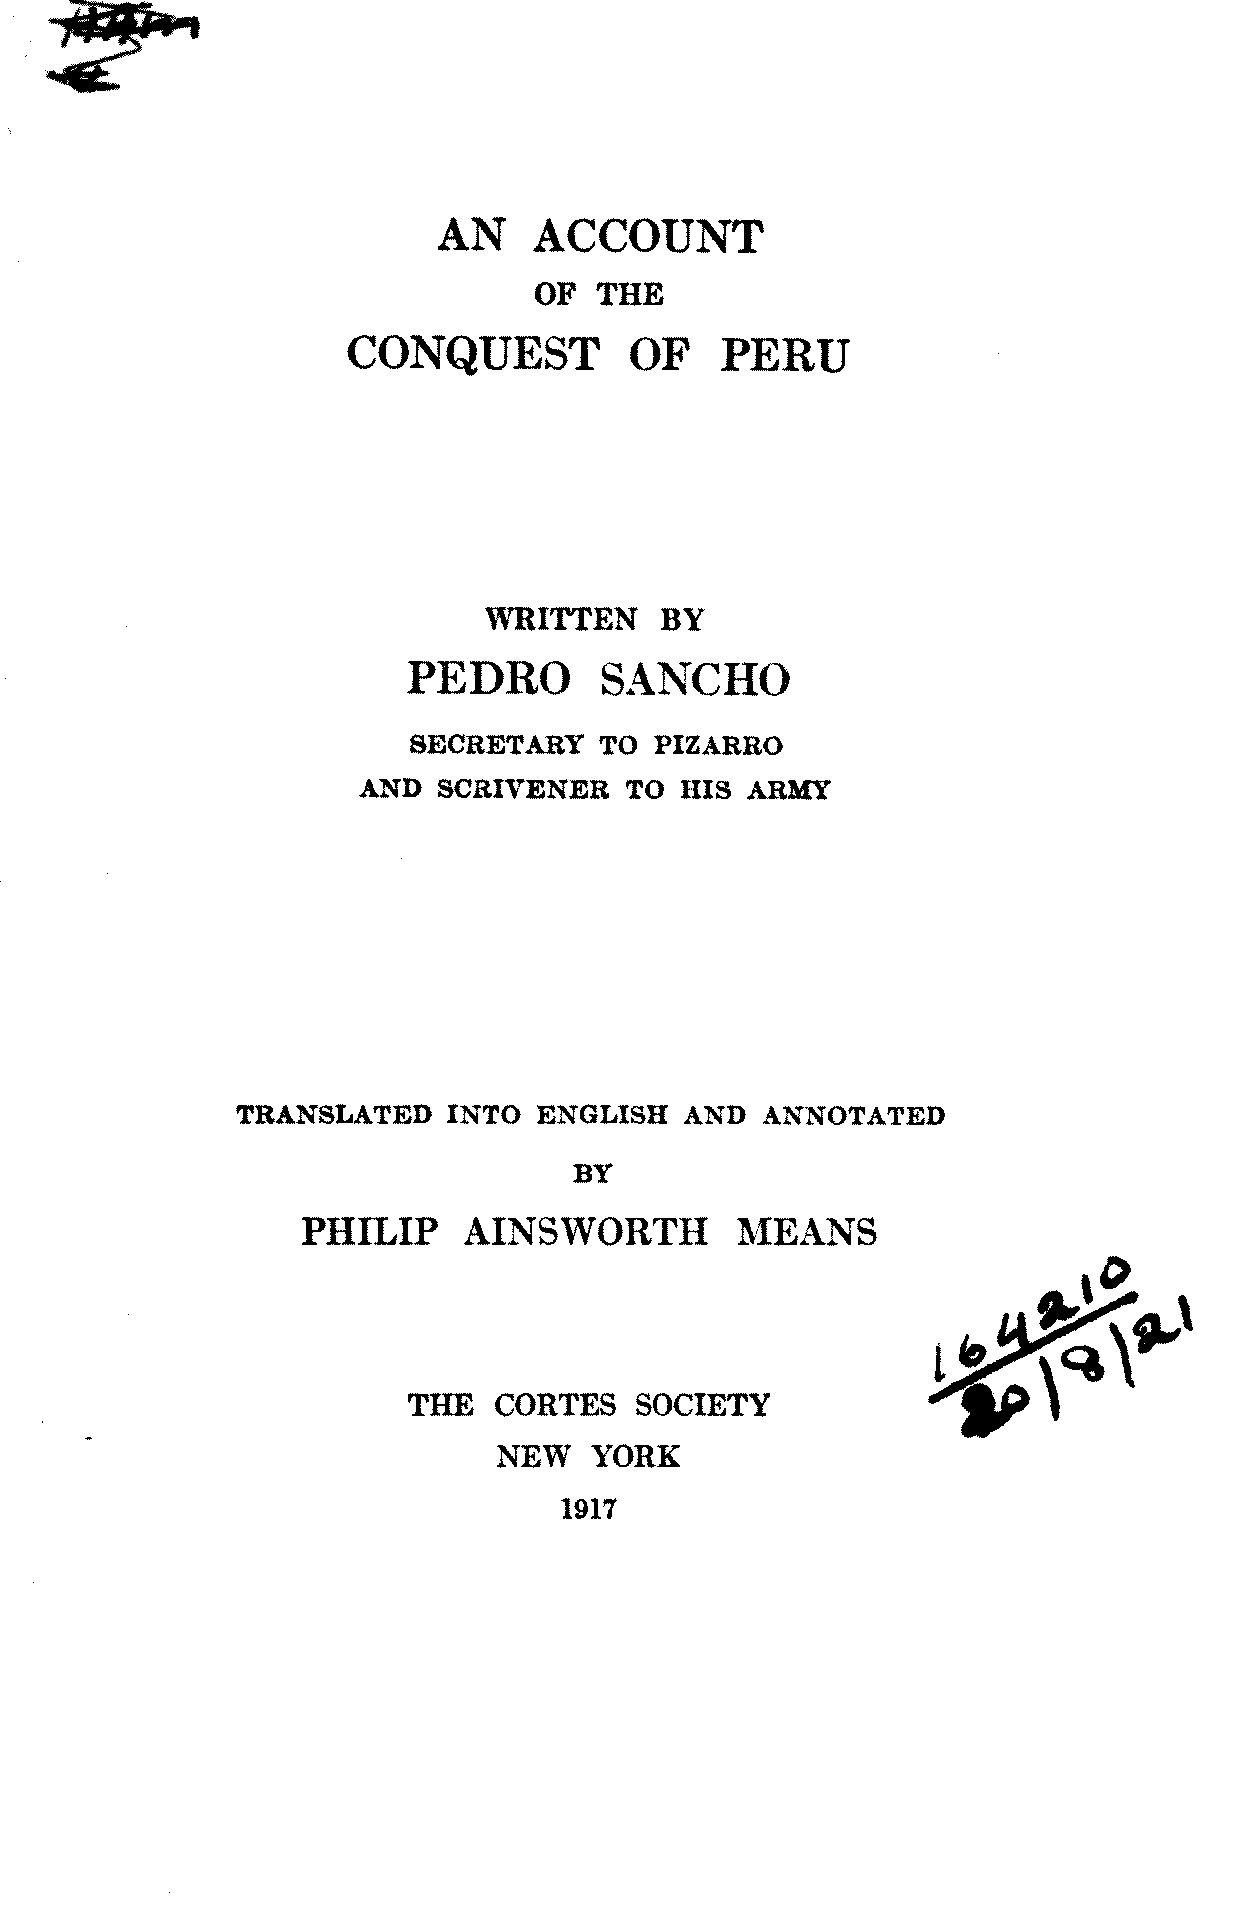 AN ACCOUNT
OF THE
CONQUEST OF PERU
WRITTEN BY
PEDRO SANCHO
SECRETARY TO PIZARRO
AND SCRIVENER TO HIS ARMY
TRANSLATED INTO ENGLISH AND ANNOTATED
BY
PHILIP AINSWORTH MEANS
164210
20/8/21
THE CORTES SOCIETY
NEW YORK
1917